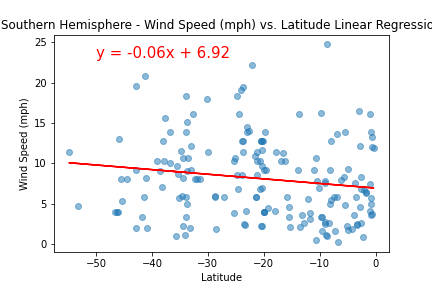 Southern Hemisphere - Wind Speed (mph) vs. Latitude Linear Regressio
y = -0.06x + 6.92
25
20
15
10
5
0
Wind Speed (mph)
−50 −40 −30 −20 −10 0
Latitude